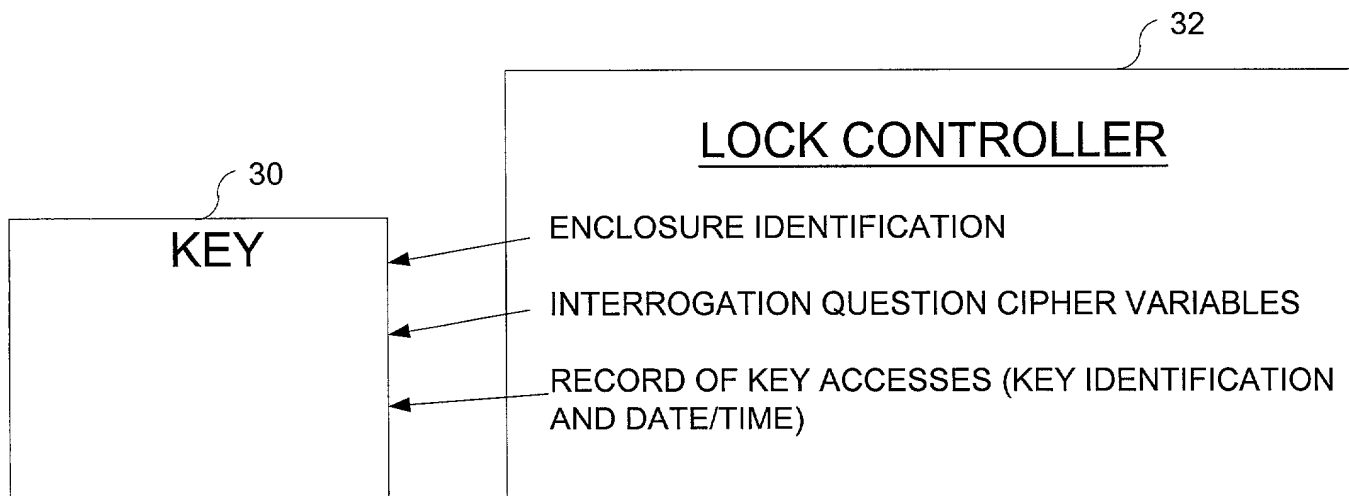 32
LOCK CONTROLLER
30
KEY
ENCLOSURE IDENTIFICATION
INTERROGATION QUESTION CIPHER VARIABLES
RECORD OF KEY ACCESSES (KEY IDENTIFICATION
AND DATE/TIME)